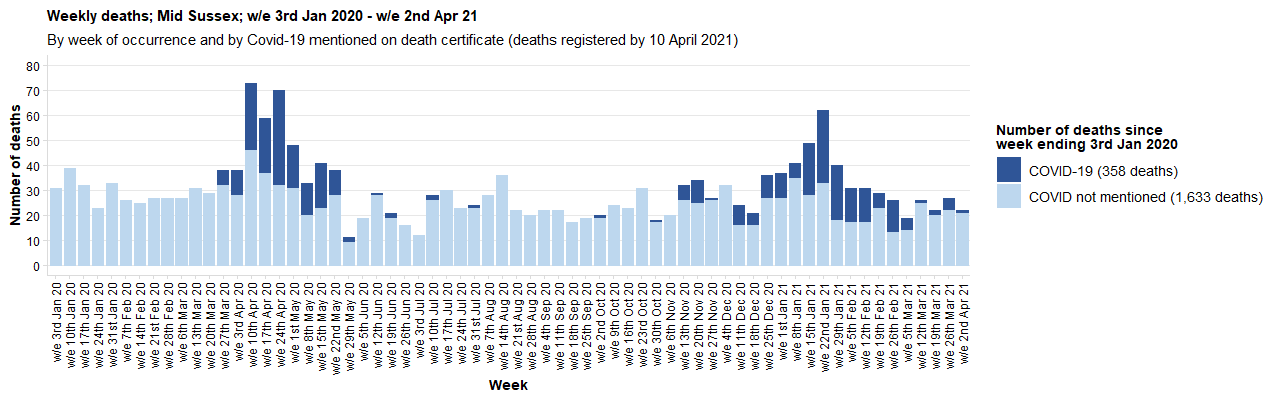 Weekly deaths; Mid Sussex; w/e 3rd Jan 2020 - w/e 2nd Apr 21
By week of occurrence and by Covid-19 mentioned on death certificate (deaths registered by 10 April 2021)
80
70
60
50
40
30
20
10
0
Number of deaths
w/e 3rd Jan 20
w/e 10th Jan 20
w/e 17th Jan 20
w/e 24th Jan 20
w/e 31st Jan 20
w/e 7th Feb 20
w/e 14th Feb 20
w/e 21st Feb 20
w/e 28th Feb 20
w/e 6th Mar 20
w/e 13th Mar 20
w/e 20th Mar 20
w/e 27th Mar 20
w/e 3rd Apr 20
w/e 10th Apr 20
w/e 17th Apr 20
w/e 24th Apr 20
w/e 1st May 20
w/e 8th May 20
w/e 15th May 20
w/e 22nd May 20
w/e 29th May 20
w/e 5th Jun 20
w/e 12th Jun 20
w/e 19th Jun 20
w/e 26th Jun 20
w/e 3rd Jul 20
w/e 10th Jul 20
w/e 17th Jul 20
w/e 24th Jul 20
w/e 31st Jul 20
w/e 7th Aug 20
w/e 14th Aug 20
w/e 21st Aug 20
w/e 28th Aug 20
w/e 4th Sep 20
w/e 11th Sep 20
w/e 18th Sep 20
w/e 25th Sep 20
w/e 2nd Oct 20
w/e 9th Oct 20
w/e 16th Oct 20
w/e 23rd Oct 20
w/e 30th Oct 20
w/e 6th Nov 20
w/e 13th Nov 20
w/e 20th Nov 20
w/e 27th Nov 20
w/e 4th Dec 20
w/e 11th Dec 20
w/e 18th Dec 20
w/e 25th Dec 20
w/e 1st Jan 21
w/e 8th Jan 21
w/e 15th Jan 21
w/e 22nd Jan 21
w/e 29th Jan 21
w/e 5th Feb 21
w/e 12th Feb 21
w/e 19th Feb 21
w/e 26th Feb 21
w/e 5th Mar 21
w/e 12th Mar 21
w/e 19th Mar 21
w/e 26th Mar 21
w/e 2nd Apr 21
Week
Number of deaths since
week ending 3rd Jan 2020
COVID-19 (358 deaths)
COVID not mentioned (1,633 deaths)